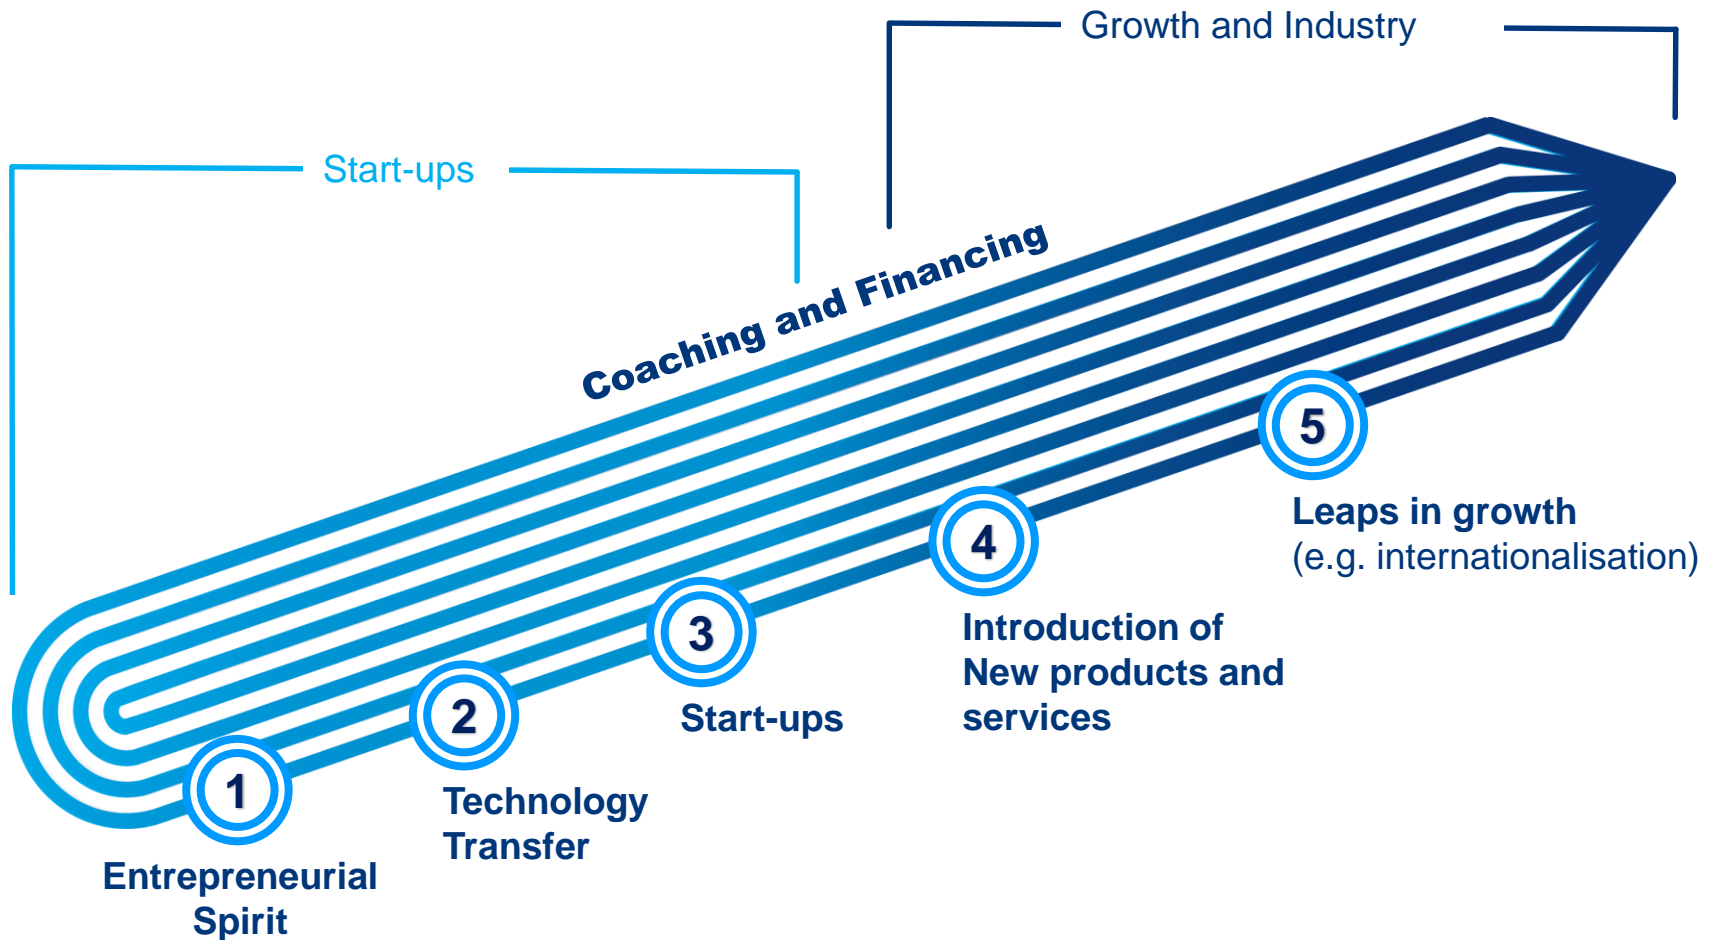 Growth and Industry
Start-ups
Coaching and Financing
1
Entrepreneurial
Spirit
2
Technology
Transfer
3
Start-ups
4
Introduction of
New products and
services
5
Leaps in growth
(e.g. internationalisation)